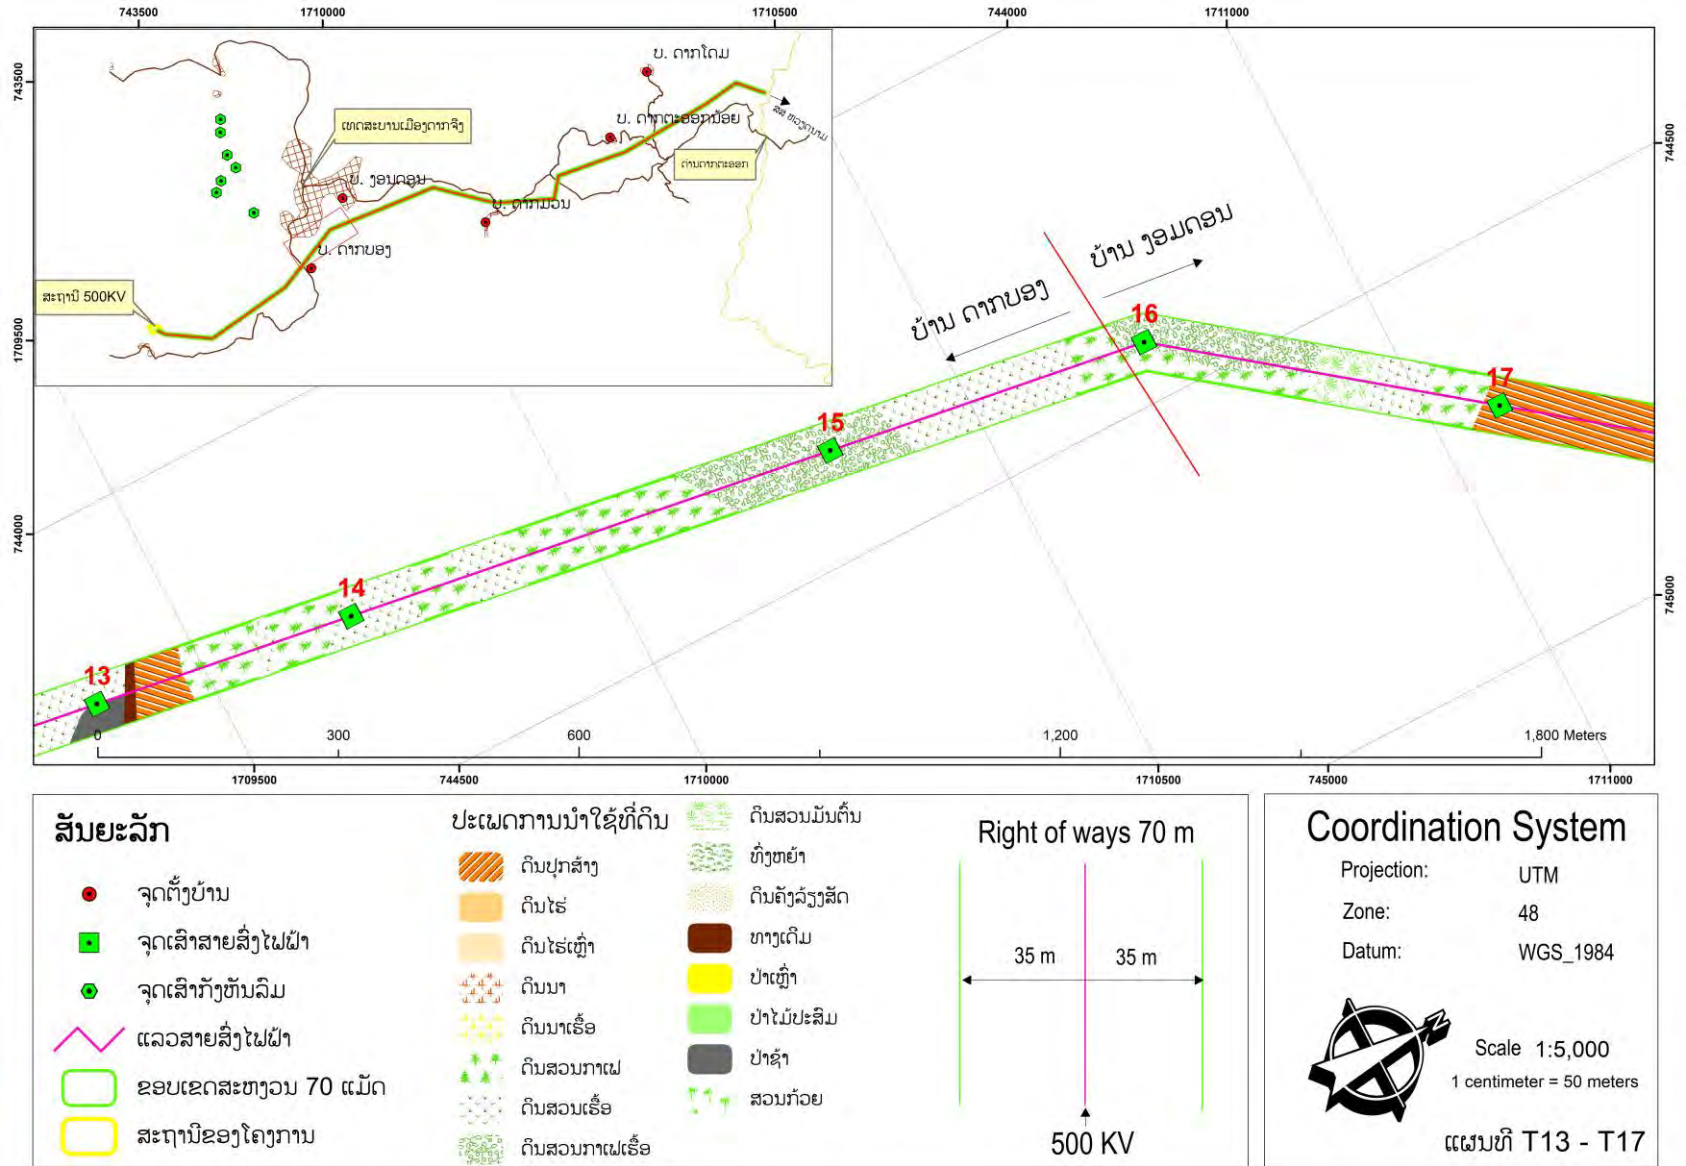 743500
1710000
1710500
744000
1711000
743500
1709500
744000
744500
745000
ບ. ດາກໂດມ
ສສ ຫວຽດນາມ
ບ. ດາກຕະອອກນ້ອຍ
ເທດສະບານເມືອງດາກຈຶງ
ດ່ານດາກຕະອອກ
ບ. ງອນດອນ
ບ. ດາກມວນ
ບ. ດາກບອງ
ສະຖານີ 500KV
ບ້ານ ດາກບອງ
ບ້ານ ງອມດອນ
16
17
15
14
13
0
300
600
1,200
1,800 Meters
1709500
744500
1710000
1710500
745000
1711000
ສັນຍະລັກ
ຈຸດຕັ້ງບ້ານ
ຈຸດເສົາສາຍສົ່ງໄຟຟ້າ
ຈຸດເສົາກັງຫັນລົມ
ແລວສາຍສົ່ງໄຟຟ້າ
ຂອບເຂດສະຫງວນ 70 ແມັດ
ສະຖານີຂອງໂຄງການ
ປະເພດການນຳໃຊ້ທີ່ດິນ
ດິນປຸກສ້າງ
ດິນໄຮ່
ດິນໄຮ່ເຫຼົ່າ
ດິນນາ
ດິນນາເຮື້ອ
ດິນສວນກາເຟ
ດິນສວນເຮື້ອ
ດິນສວນກາເຟເຮື້ອ
ດິນສວນມັນຕົ້ນ
ທົ່ງຫຍ້າ
ດິນຄັງລ້ຽງສັດ
ທາງເດີມ
ປ່າເຫຼົ່າ
ປ່າໄມ້ປະສົມ
ປ່າຊ້າ
ສວນກ້ວຍ
Right of ways 70 m
35 m
35 m
500 KV
Coordination System
Projection: UTM
Zone: 48
Datum: WGS_1984
N
Scale 1:5,000
1 centimeter = 50 meters
ແຜນທີ T13 - T17